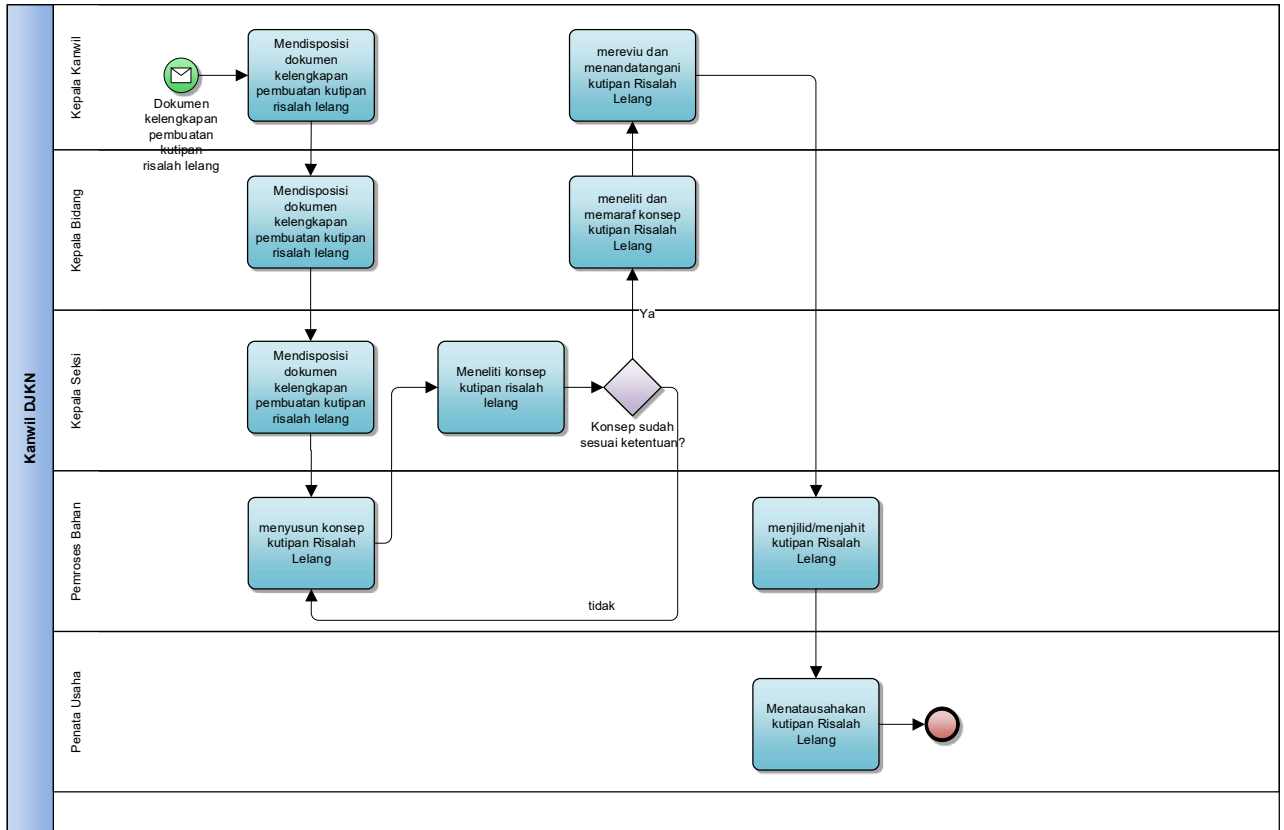 Kanwil DJKN
Kepala Kanwil
Dokumen
kelengkapan
pembuatan
kutipan
risalah lelang
Mendisposisi
dokumen
kelengkapan
pembuatan kutipan
risalah lelang
mereviu dan
menandatangani
kutipan Risalah
Lelang
Kepala Bidang
Mendisposisi
dokumen
kelengkapan
pembuatan kutipan
risalah lelang
meneliti dan
memaraf konsep
kutipan Risalah
Lelang
Kepala Seksi
Mendisposisi
dokumen
kelengkapan
pembuatan kutipan
risalah lelang
Meneliti konsep
kutipan risalah
lelang
Ya
Konsep sudah
sesuai ketentuan?
Pemroses Bahan
menyusun konsep
kutipan Risalah
Lelang
tidak
menjilid/menjahit
kutipan Risalah
Lelang
Penata Usaha
Menatausahakan
kutipan Risalah
Lelang